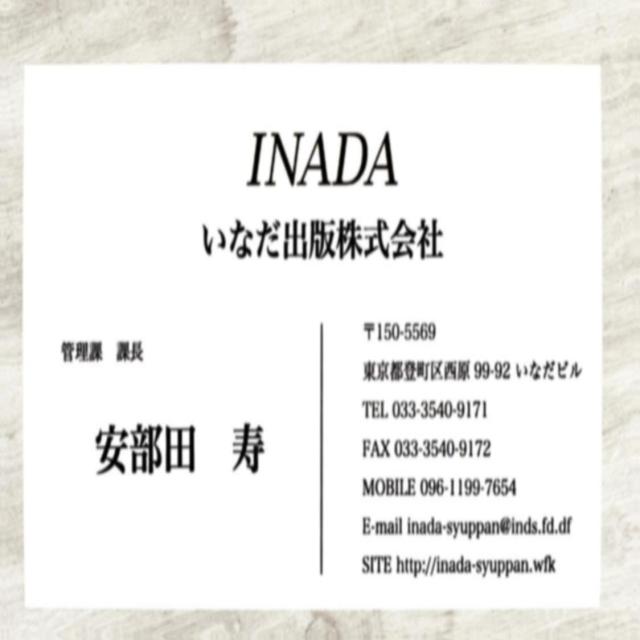 INADA
いなだ出版株式会社
管理課　課長
安部田　寿
〒150-5569
東京都登町区西原 99-92 いなだビル
TEL 033-3540-9171
FAX 033-3540-9172
MOBILE 096-1199-7654
E-mail inada-syuppan@inds.fd.df
SITE http://inada-syuppan.wfk